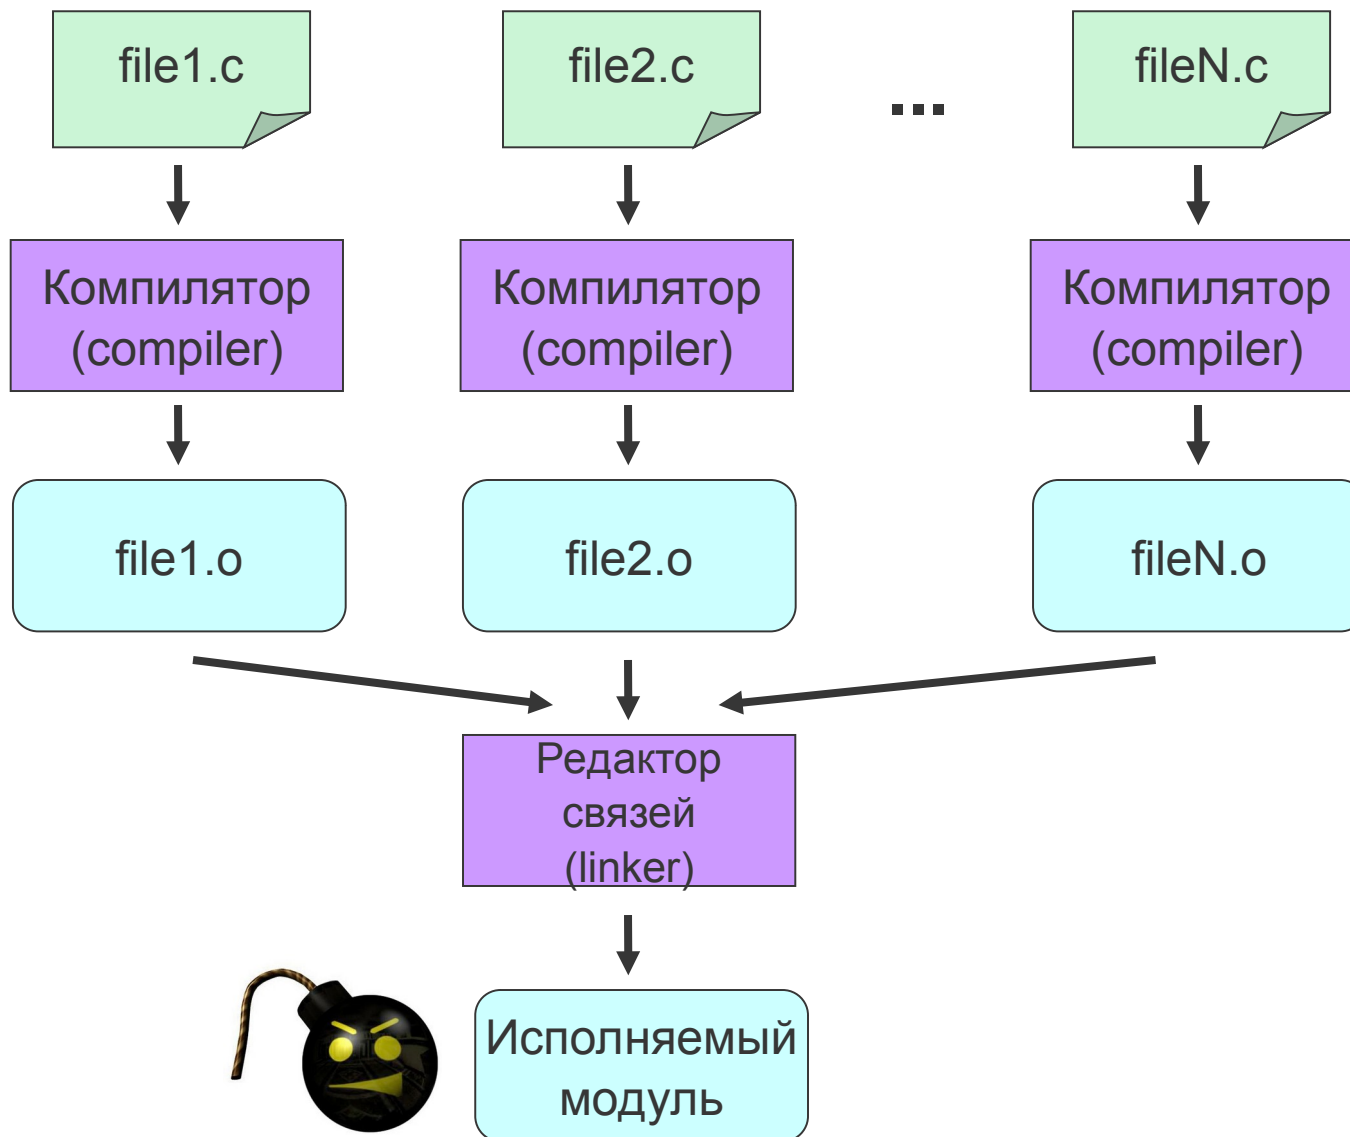 file1.c
file2.c
...
fileN.c
Компилятор
(compiler)
Компилятор
(compiler)
Компилятор
(compiler)
file1.o
file2.o
fileN.o
Редактор
связей
(linker)
Исполняемый
модуль